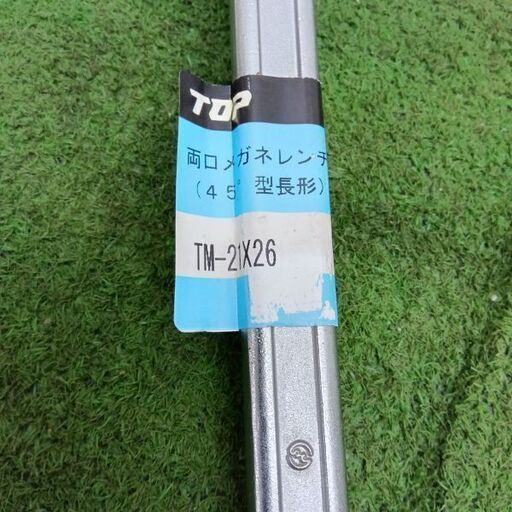 TOP
両口メガネレンチ
(45°型長形)
TM-21X26